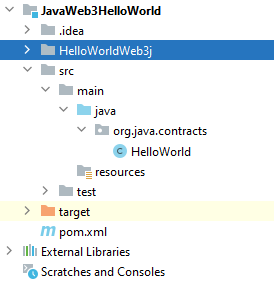 JavaWeb3HelloWorld
.idea
HelloWorldWeb3j
src
main
java
org.java.contracts
C HelloWorld
resources
test
target
m pom.xml
External Libraries
Scratches and Consoles